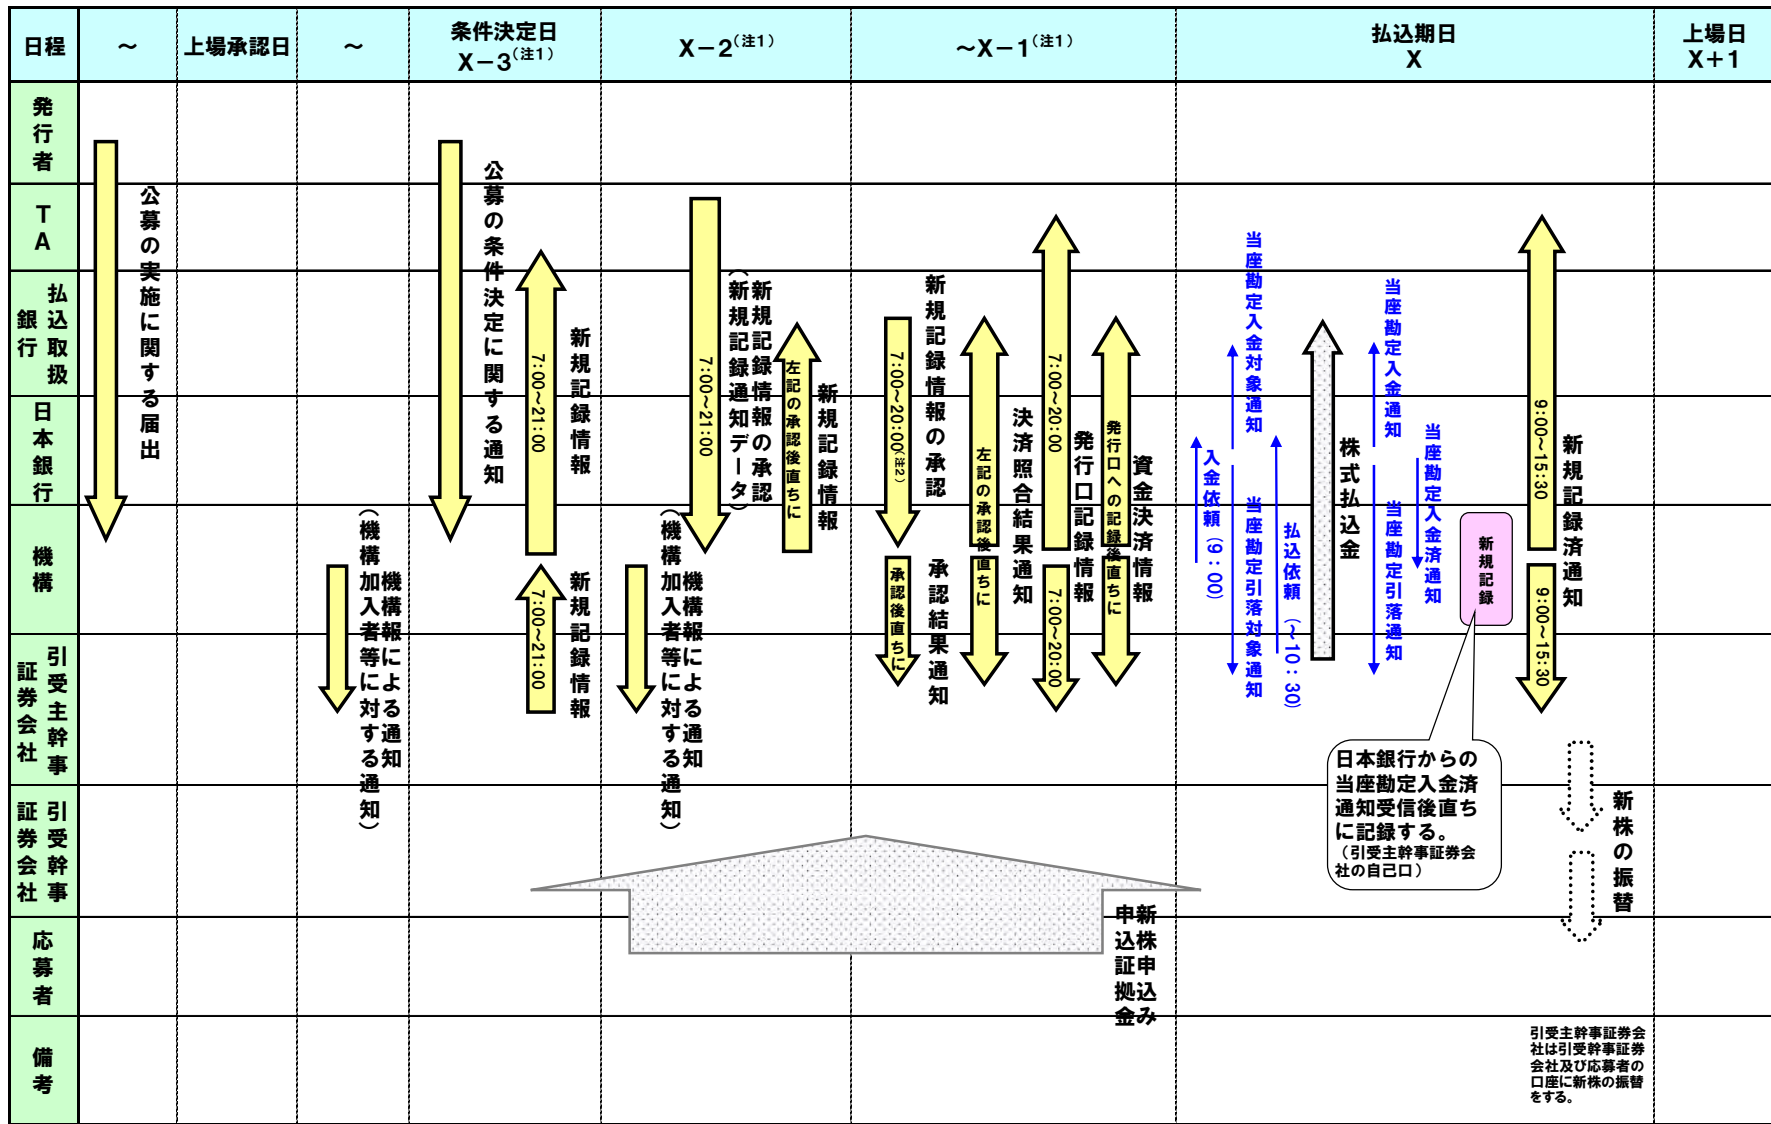 日程
～
上場承認日
～
条件決定日
X－3(注1)
X－2(注1)
～X－1(注1)
払込期日
X
上場日
X＋1
発行者
TA
払込取扱
銀行
日本銀行
機構
引受主幹事
証券会社
引受幹事
証券会社
応募者
備考
公募の実施に関する届出
機構報による通知
（機構加入者等に対する通知）
公募の条件決定に関する通知
7:00～21:00
新規記録情報
7:00～21:00
新規記録情報
7:00～21:00
新規記録情報の承認
（新規記録通知データ）
左記の承認後直ちに
新規記録情報
機構報による通知
（機構加入者等に対する通知）
7:00～20:00（注2）
新規記録情報の承認
承認後直ちに
承認結果通知
左記の承認後直ちに
決済照合結果通知
7:00～20:00
7:00～20:00
発行口記録情報
発行口への記録後直ちに
資金決済情報
新株申込み
申込証拠金
入金依頼（9：00）
当座勘定入金対象通知
当座勘定引落対象通知
払込依頼（～10：30）
株式払込金
当座勘定入金通知
当座勘定引落通知
当座勘定入金済通知
新規記録
9:00～15:30
9:00～15:30
新規記録済通知
日本銀行からの
当座勘定入金済
通知受信後直ち
に記録する。
（引受主幹事証券会
社の自己口）
新株の振替
引受主幹事証券会
社は引受幹事証券
会社及び応募者の
口座に新株の振替
をする。